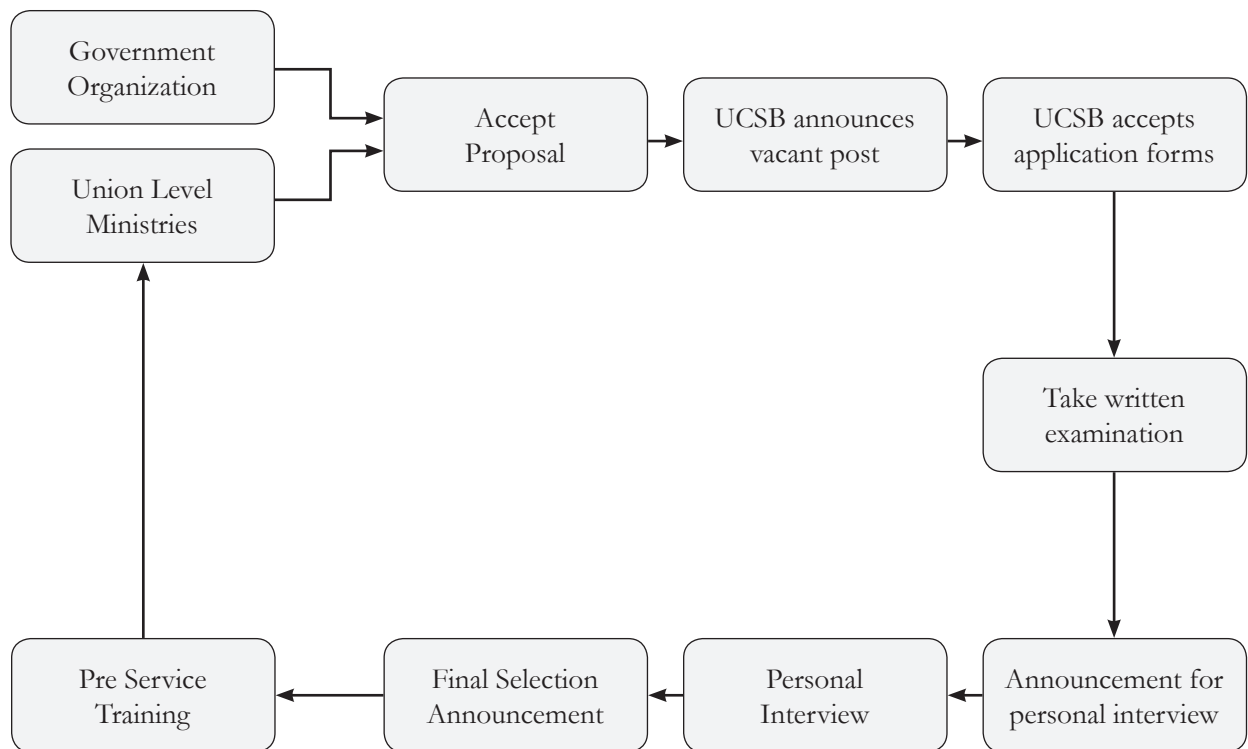 Government
Organization
Union Level
Ministries
Accept
Proposal
UCSB announces
vacant post
UCSB accepts
application forms
Take written
examination
Announcement for
personal interview
Personal
Interview
Final Selection
Announcement
Pre Service
Training